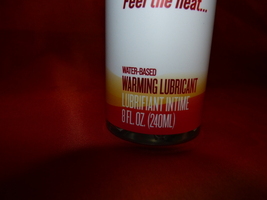 Feel the heat...
WATER-BASED
WARMING LUBRICANT
LUBRIFIANT INTIME
8 FL. OZ. (240ML)